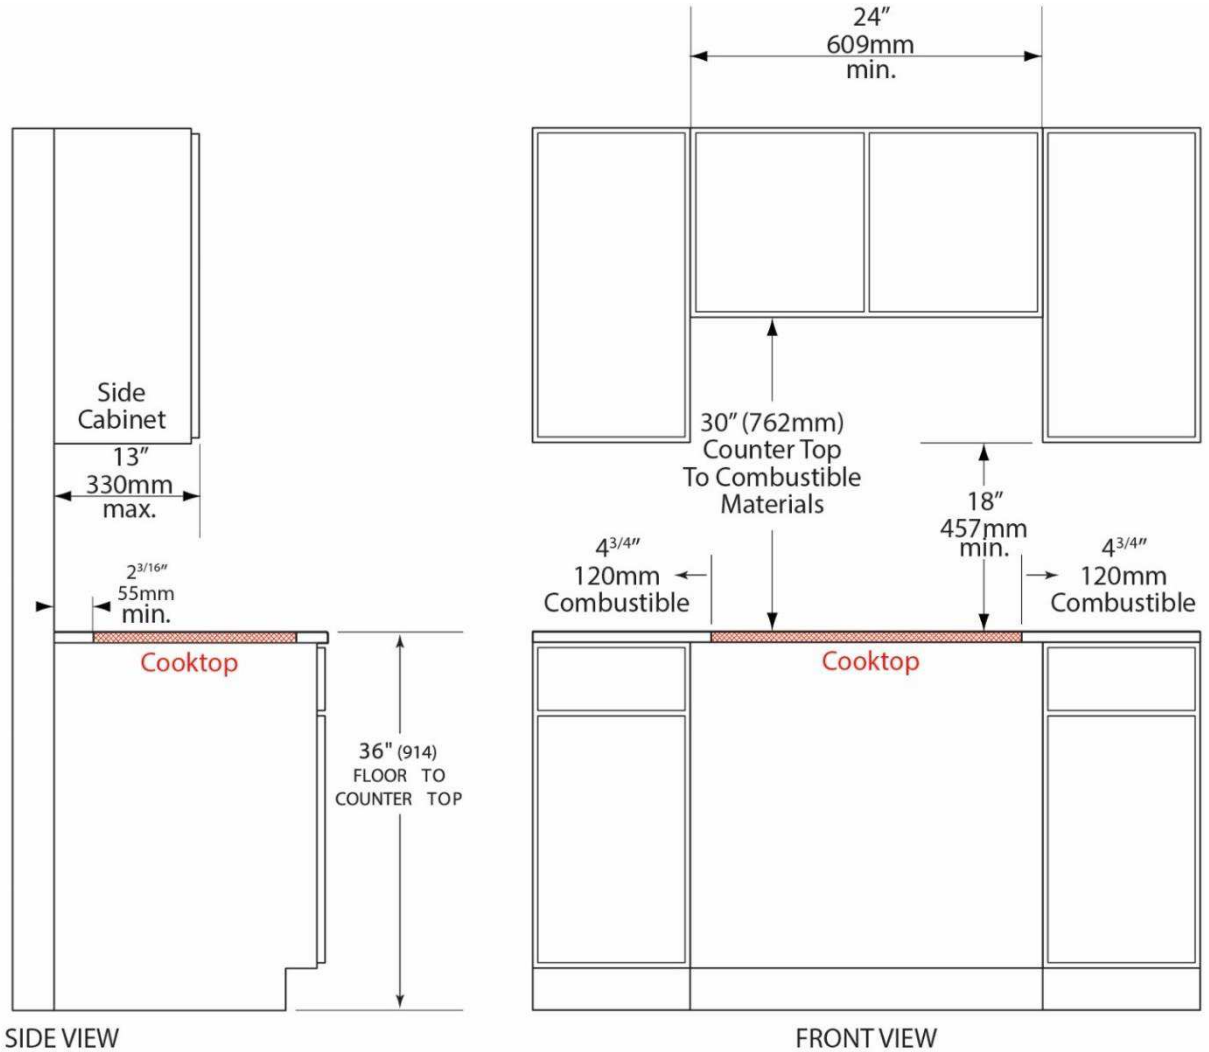 24"
609mm
min.
Side
Cabinet
13"
330mm
max.
2 3/16"
55mm
min.
Cooktop
36" (914)
FLOOR TO
COUNTER TOP
SIDE VIEW
30" (762mm)
Counter Top
To Combustible
Materials
18"
457mm
min.
4 3/4"
120mm
Combustible
4 3/4"
120mm
Combustible
Cooktop
FRONT VIEW